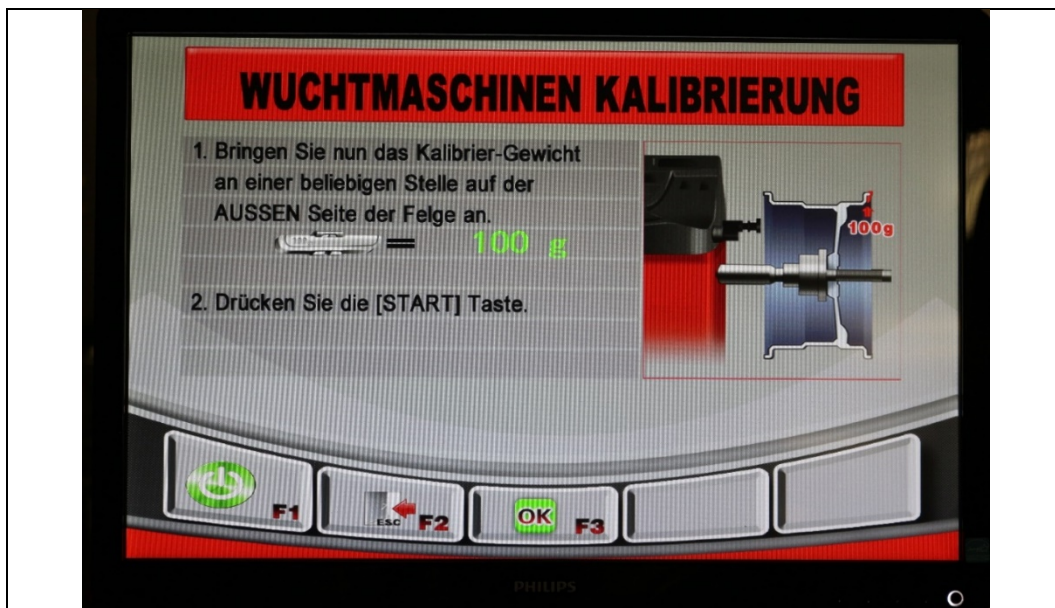 WUCHTMASCHINEN KALIBRIERUNG
1. Bringen Sie nun das Kalibrier-Gewicht
an einer beliebigen Stelle auf der
AUSSEN Seite der Felge an.
100 = 100 g
2. Drücken Sie die [START] Taste.
100g
F1
ESC F2
OK F3
PHILIPS